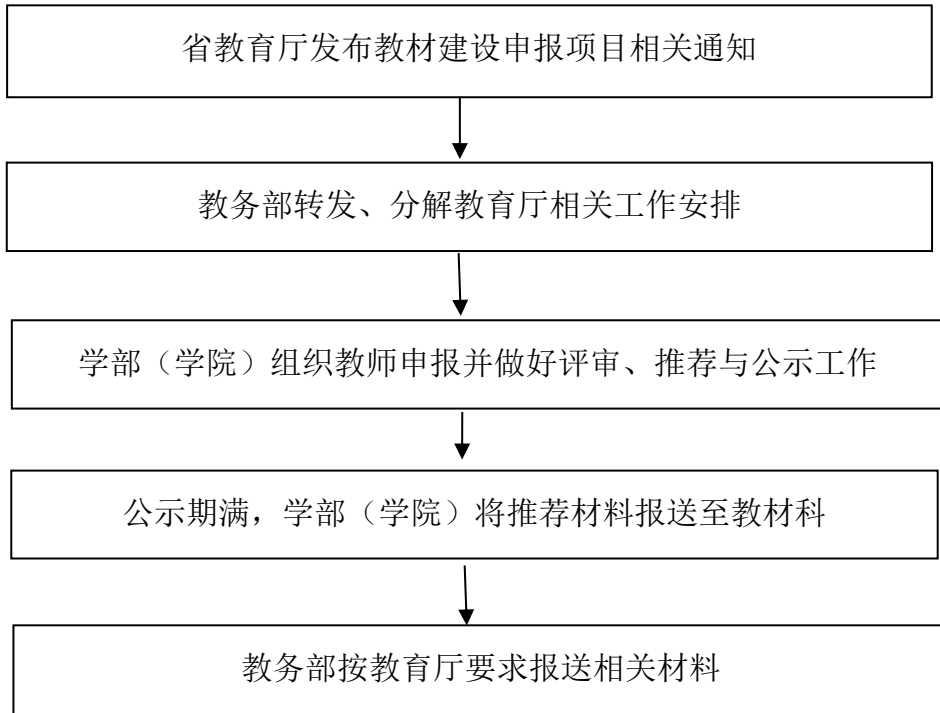 省教育厅发布教材建设申报项目相关通知
教务部转发、分解教育厅相关工作安排
学部（学院）组织教师申报并做好评审、推荐与公示工作
公示期满，学部（学院）将推荐材料报送至教材科
教务部按教育厅要求报送相关材料